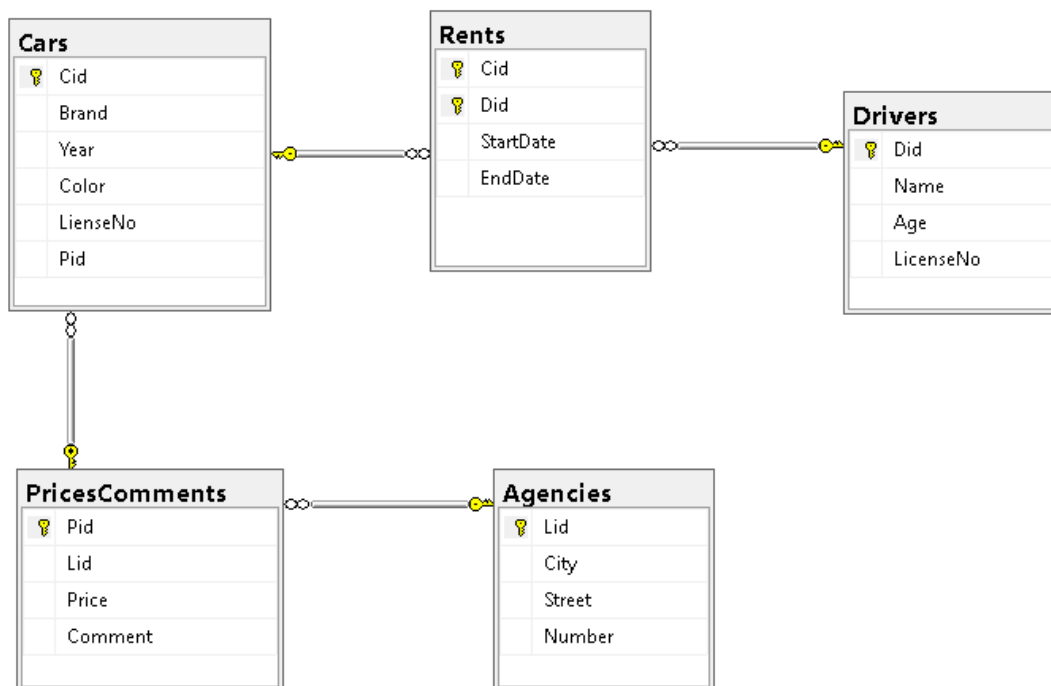 Cars
Cid
Brand
Year
Color
LienseNo
Pid
Rents
Cid
Did
StartDate
EndDate
Drivers
Did
Name
Age
LicenseNo
PricesComments
Pid
Lid
Price
Comment
Agencies
Lid
City
Street
Number